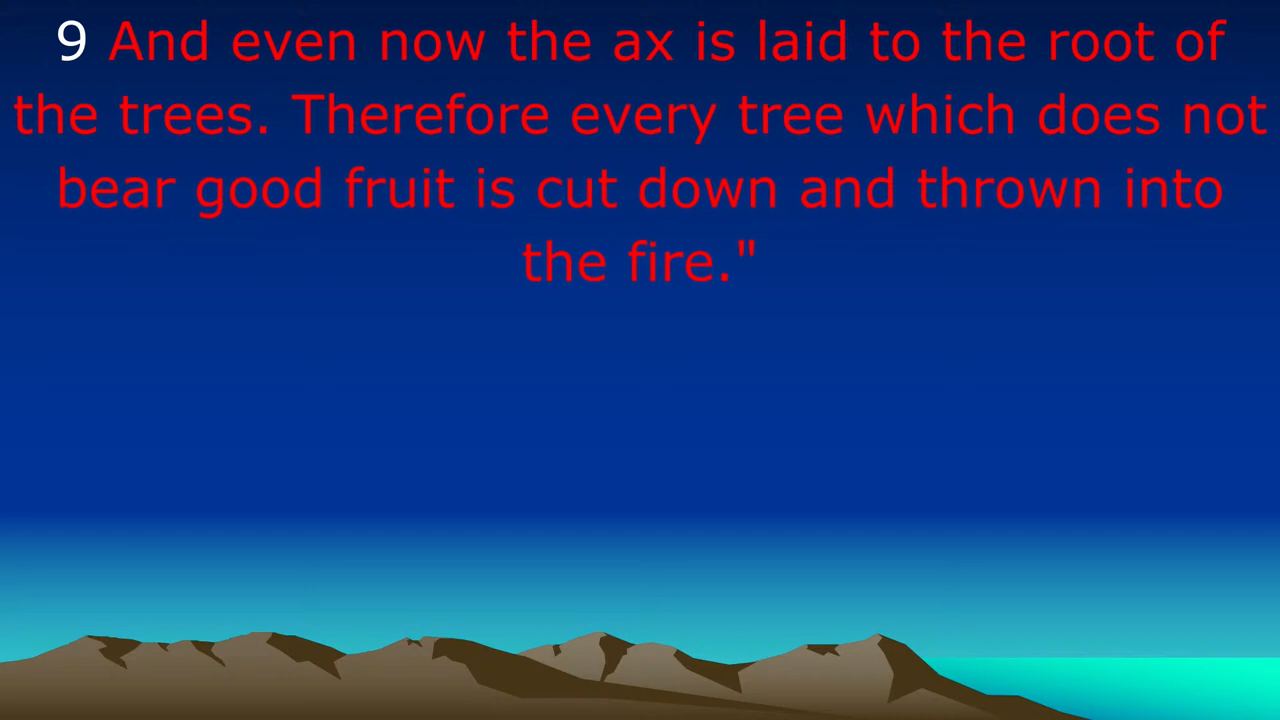 9 And even now the ax is laid to the root of
the trees. Therefore every tree which does not
bear good fruit is cut down and thrown into
the fire."